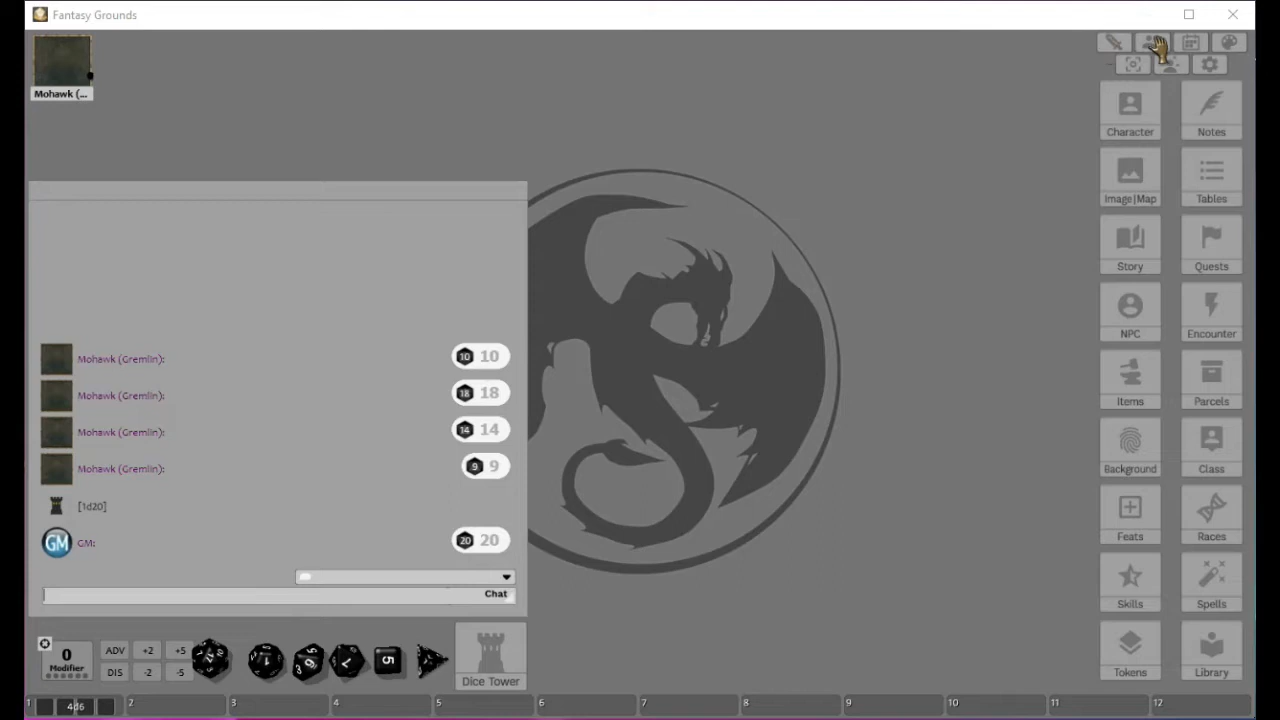 Fantasy Grounds
Mohawk (...
Character
Notes
Image|Map
Tables
Story
Quests
NPC
Encounter
Items
Parcels
Background
Class
Feats
Races
Skills
Spells
Tokens
Library
Mohawk (Gremlin):
10 10
Mohawk (Gremlin):
18 18
Mohawk (Gremlin):
14 14
Mohawk (Gremlin):
9 9
[1d20]
GM GM:
20 20
Chat
0
Modifier
ADV +2 +5
DIS -2 -5
5
Dice Tower
1 4d6 2 3 4 5 6 7 8 9 10 11 12